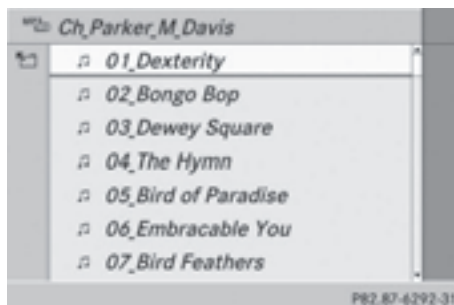 Ch_Parker_M_Davis
01_Dexterity
02_Bongo Bop
03_Dewey Square
04_The Hymn
05_Bird of Paradise
06_Embracable You
07_Bird Feathers
P82.87-6292-31